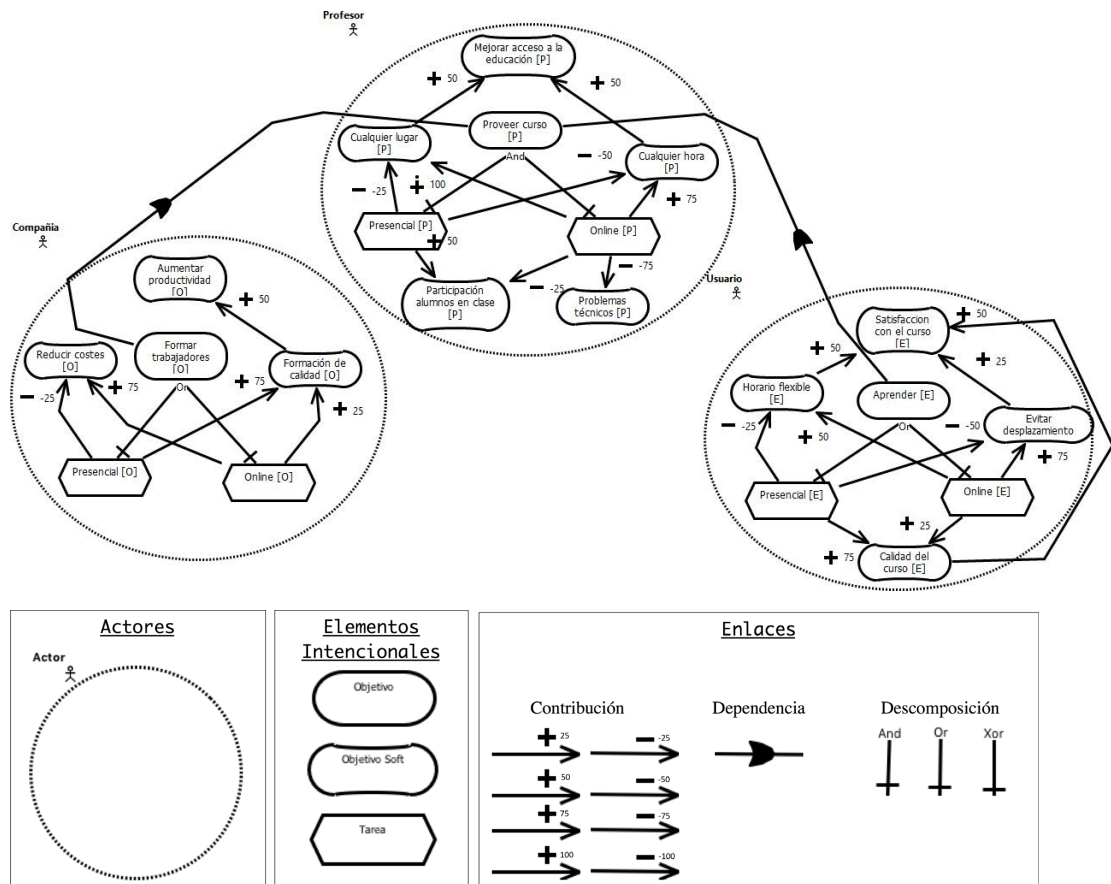 Profesor
Mejorar acceso a la
educación [P]
+ 50
+ 50
Proveer curso
[P]
And
Cualquier lugar
[P]
Cualquier hora
[P]
− -50
− -25
+ 100
+ 75
Presencial [P]
Online [P]
+ 50
− -75
− -25
Participación
alumnos en clase
[P]
Problemas
técnicos [P]
Compañia
Aumentar
productividad
[O]
+ 50
Formar
trabajadores
[O]
Or
Reducir costes
[O]
Formación de
calidad [O]
− -25
+ 75
+ 75
+ 25
Presencial [O]
Online [O]
Usuario
Satisfaccion
con el curso
[E]
+ 50
+ 50
+ 25
Horario flexible
[E]
Aprender [E]
Or
Evitar
desplazamiento
− -25
+ 50
− -50
+ 75
Presencial [E]
Online [E]
+ 25
+ 75
Calidad del
curso [E]
Actores
Actor
Elementos
Intencionales
Objetivo
Objetivo Soft
Tarea
Enlaces
Contribución
Dependencia
Descomposición
+ 25
− -25
+ 50
− -50
+ 75
− -75
+ 100
− -100
And
Or
Xor